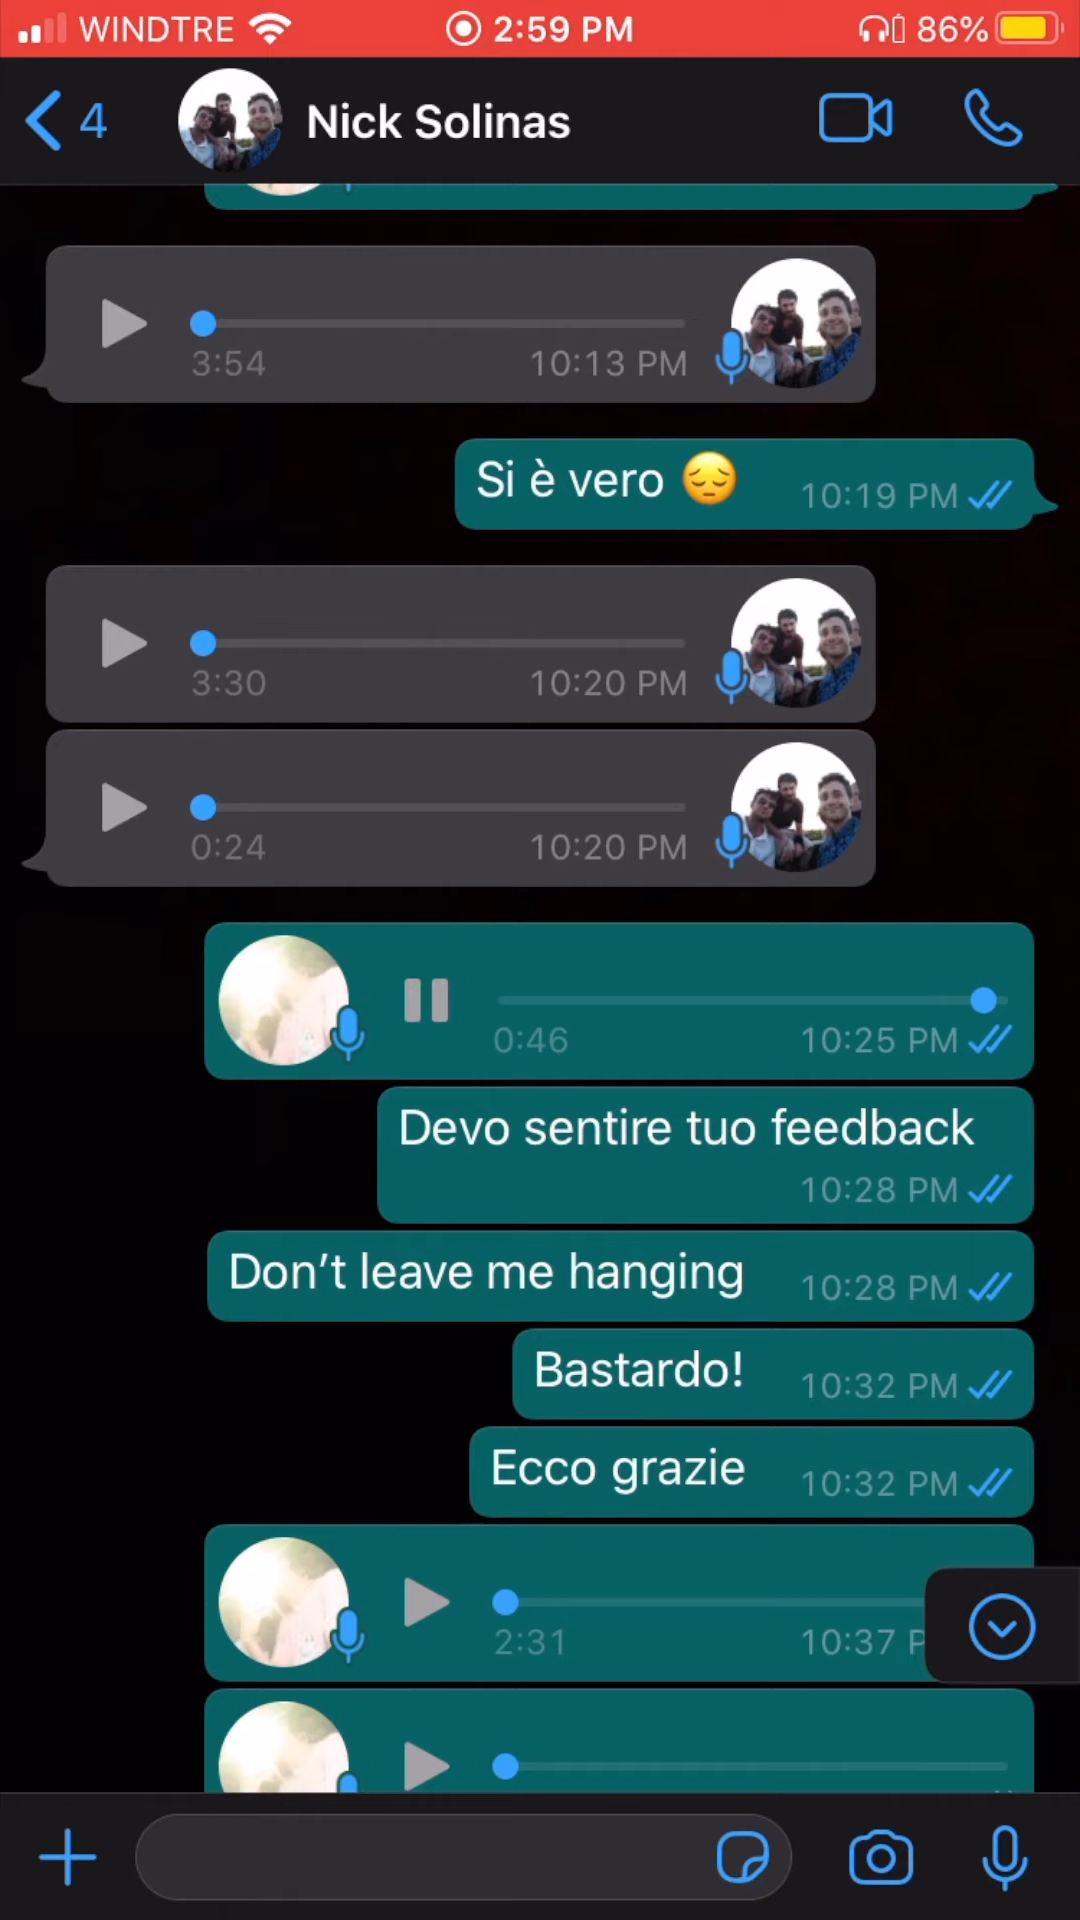 WINDTRE 2:59 PM 86%
4 Nick Solinas
3:54 10:13 PM
Si è vero 😔 10:19 PM
3:30 10:20 PM
0:24 10:20 PM
0:46 10:25 PM
Devo sentire tuo feedback
10:28 PM
Don’t leave me hanging 10:28 PM
Bastardo! 10:32 PM
Ecco grazie 10:32 PM
2:31 10:37 P